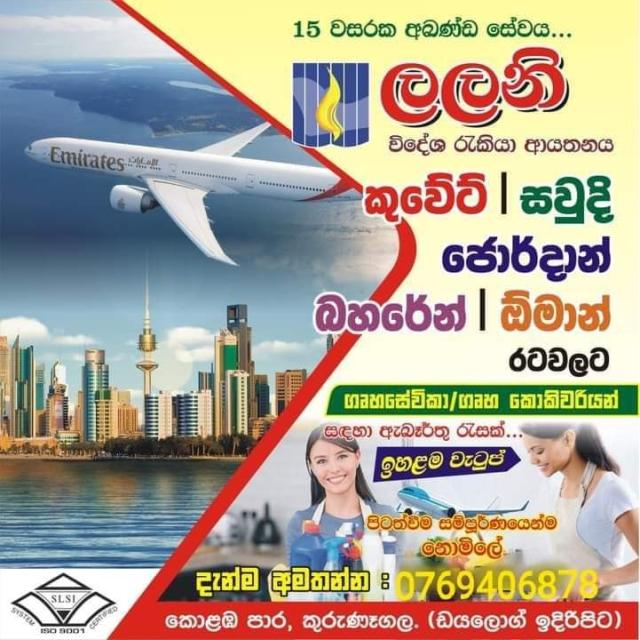 15 වසරක අඛණ්ඩ සේවය...
ලලනි
විදේශ රැකියා ආයතනය
Emirates الإمارات
කුවේට් | සවුදි
ජෝර්දාන්
බහරේන් | ඕමාන්
රටවලට
ගෘහසේවිකා/ගෘහ කෝකිවරියන්
සඳහා ඇබෑර්තු රැසක්...
ඉහළම වැටුප්
පිටත්වීම සම්පූර්ණයෙන්ම
නොමිලේ
දැන්ම අමතන්න : 0769406878
SLSI
SYSTEM CERTIFIED
ISO 9001
කොළඹ පාර, කුරුණෑගල. (ඩයලොග් ඉදිරිපිට)